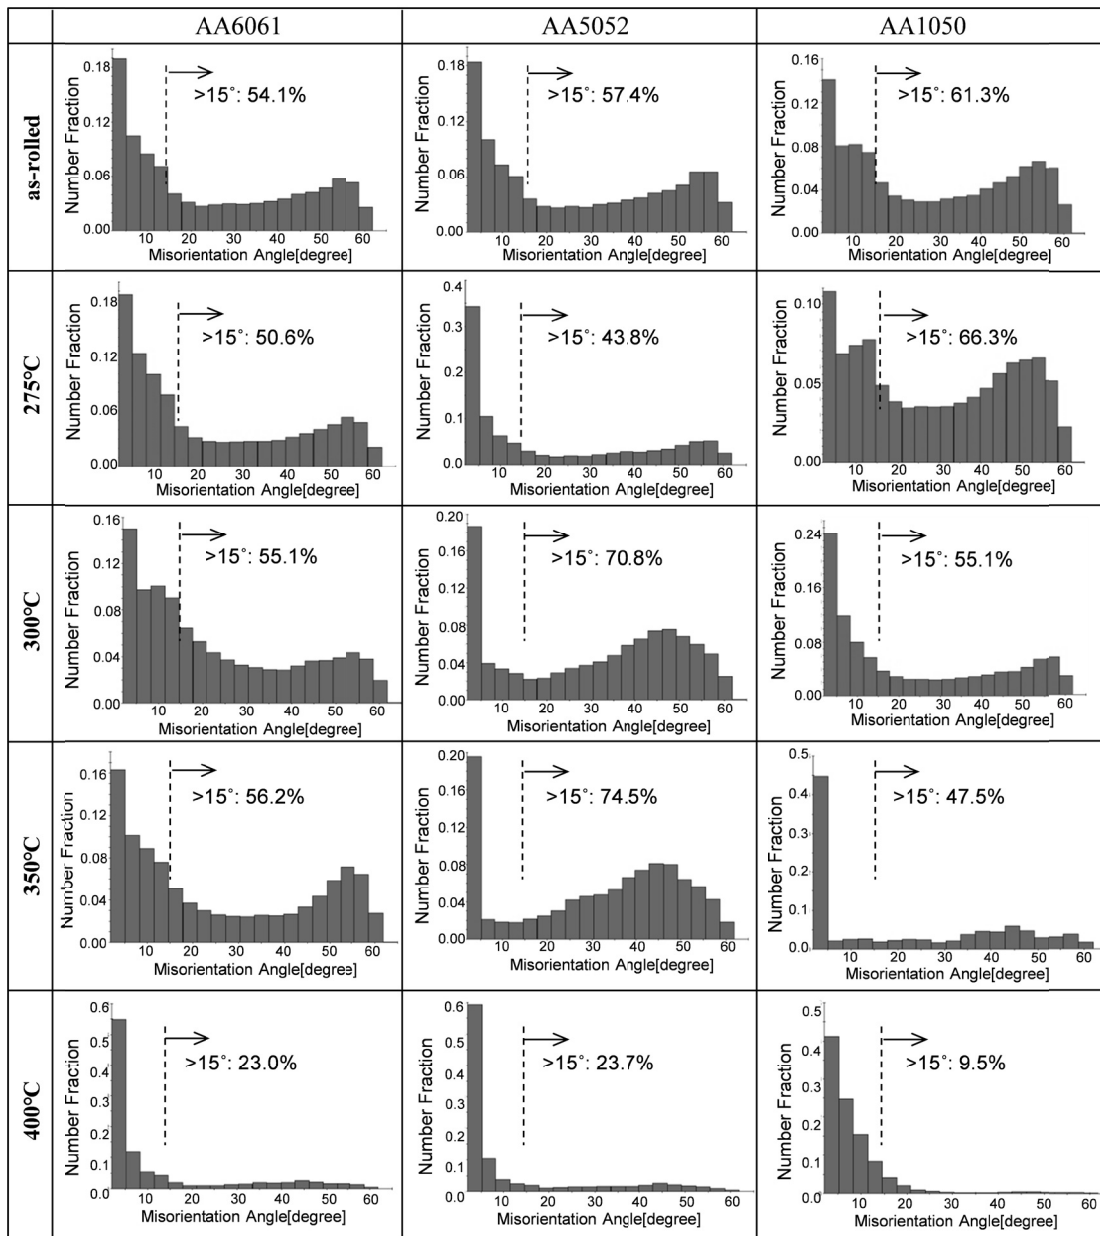 AA6061 AA5052 AA1050
as-rolled
Number Fraction
0.18
0.12
0.06
0.00
>15°: 54.1%
10 20 30 40 50 60
Misorientation Angle[degree]
Number Fraction
0.18
0.12
0.06
0.00
>15°: 57.4%
10 20 30 40 50 60
Misorientation Angle[degree]
Number Fraction
0.16
0.12
0.08
0.04
0.00
>15°: 61.3%
10 20 30 40 50 60
Misorientation Angle[degree]
275°C
Number Fraction
0.18
0.12
0.06
0.00
>15°: 50.6%
10 20 30 40 50 60
Misorientation Angle[degree]
Number Fraction
0.4
0.3
0.2
0.1
0.0
>15°: 43.8%
10 20 30 40 50 60
Misorientation Angle[degree]
Number Fraction
0.10
0.05
0.00
>15°: 66.3%
10 20 30 40 50 60
Misorientation Angle[degree]
300°C
Number Fraction
0.16
0.12
0.08
0.04
0.00
>15°: 55.1%
10 20 30 40 50 60
Misorientation Angle[degree]
Number Fraction
0.20
0.16
0.12
0.08
0.04
0.00
>15°: 70.8%
10 20 30 40 50 60
Misorientation Angle[degree]
Number Fraction
0.24
0.16
0.08
0.00
>15°: 55.1%
10 20 30 40 50 60
Misorientation Angle[degree]
350°C
Number Fraction
0.16
0.12
0.08
0.04
0.00
>15°: 56.2%
10 20 30 40 50 60
Misorientation Angle[degree]
Number Fraction
0.20
0.16
0.12
0.08
0.04
0.00
>15°: 74.5%
10 20 30 40 50 60
Misorientation Angle[degree]
Number Fraction
0.5
0.4
0.3
0.2
0.1
0.0
>15°: 47.5%
10 20 30 40 50 60
Misorientation Angle[degree]
400°C
Number Fraction
0.6
0.5
0.4
0.3
0.2
0.1
0.0
>15°: 23.0%
10 20 30 40 50 60
Misorientation Angle[degree]
Number Fraction
0.6
0.5
0.4
0.3
0.2
0.1
0.0
>15°: 23.7%
10 20 30 40 50 60
Misorientation Angle[degree]
Number Fraction
0.5
0.4
0.3
0.2
0.1
0.0
>15°: 9.5%
10 20 30 40 50 60
Misorientation Angle[degree]